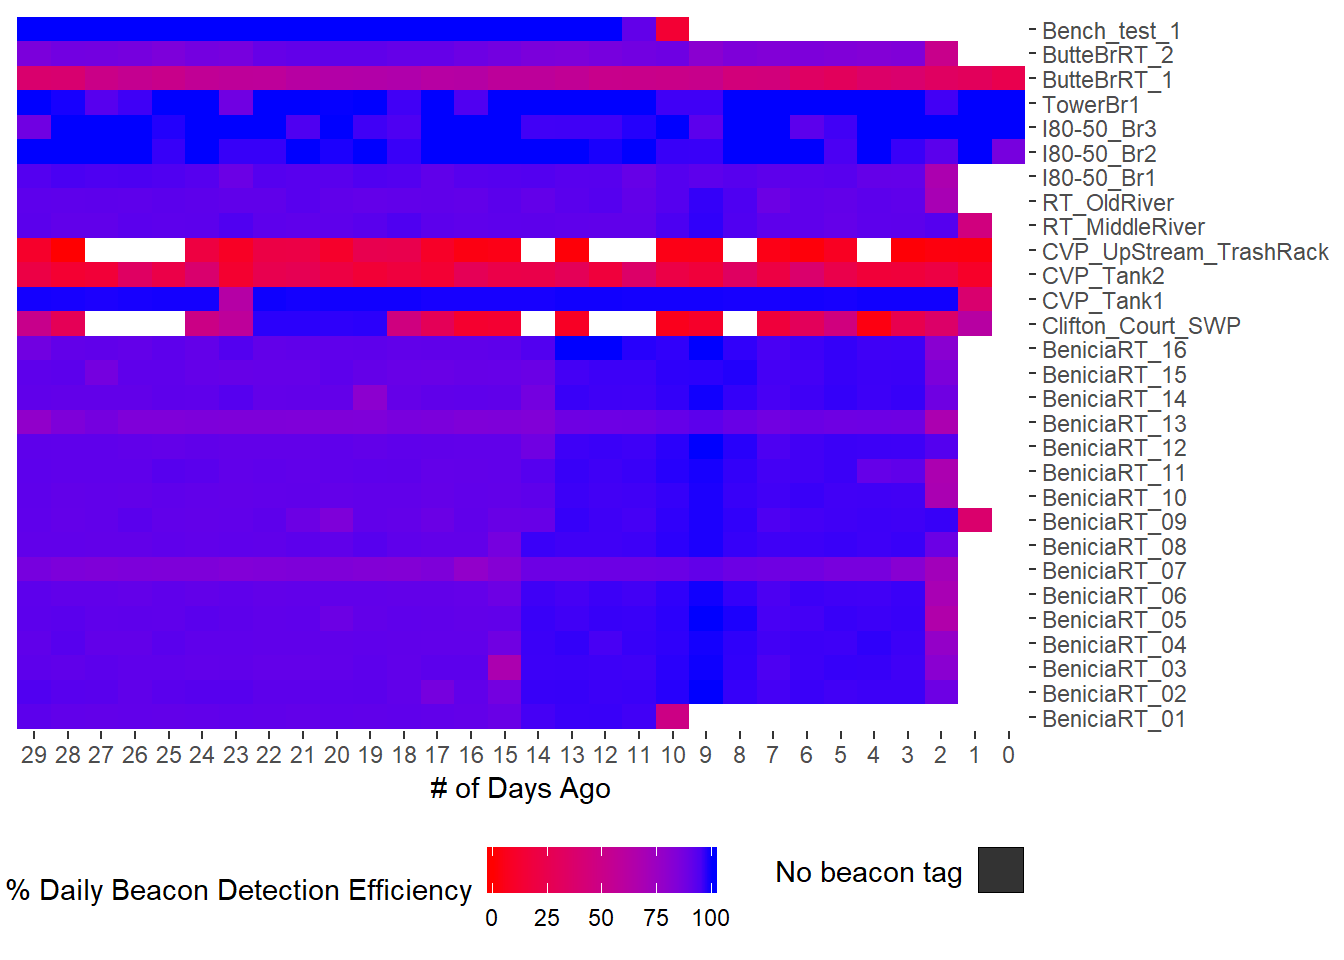 Bench_test_1
ButteBrRT_2
ButteBrRT_1
TowerBr1
I80-50_Br3
I80-50_Br2
I80-50_Br1
RT_OldRiver
RT_MiddleRiver
CVP_UpStream_TrashRack
CVP_Tank2
CVP_Tank1
Clifton_Court_SWP
BeniciaRT_16
BeniciaRT_15
BeniciaRT_14
BeniciaRT_13
BeniciaRT_12
BeniciaRT_11
BeniciaRT_10
BeniciaRT_09
BeniciaRT_08
BeniciaRT_07
BeniciaRT_06
BeniciaRT_05
BeniciaRT_04
BeniciaRT_03
BeniciaRT_02
BeniciaRT_01
29 28 27 26 25 24 23 22 21 20 19 18 17 16 15 14 13 12 11 10 9 8 7 6 5 4 3 2 1 0
# of Days Ago
% Daily Beacon Detection Efficiency
0 25 50 75 100
No beacon tag